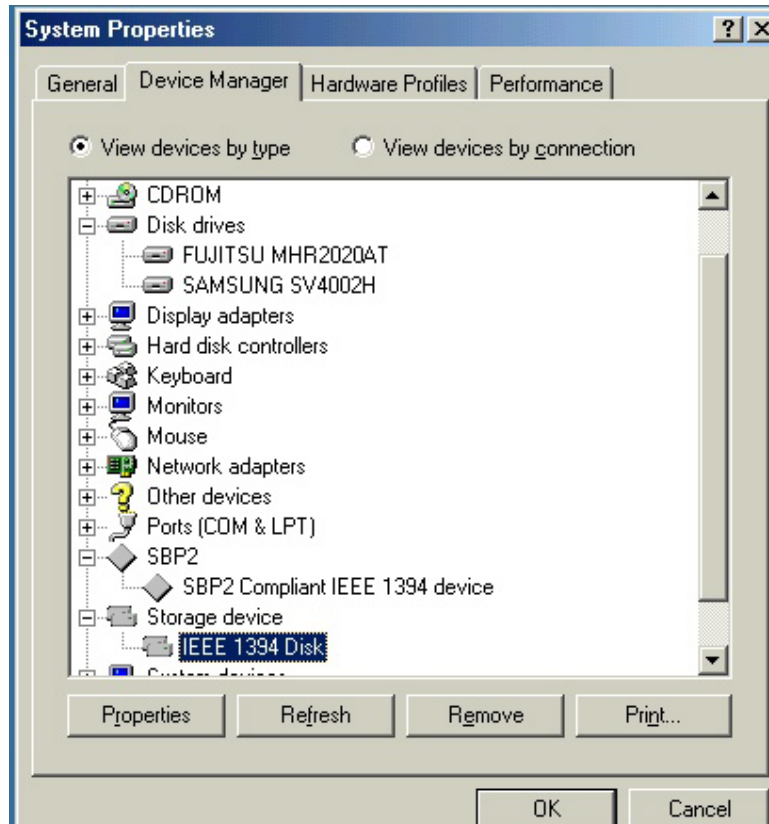 System Properties
General Device Manager Hardware Profiles Performance
View devices by type View devices by connection
CDROM
Disk drives
FUJITSU MHR2020AT
SAMSUNG SV4002H
Display adapters
Hard disk controllers
Keyboard
Monitors
Mouse
Network adapters
Other devices
Ports (COM & LPT)
SBP2
SBP2 Compliant IEEE 1394 device
Storage device
IEEE 1394 Disk
System devices
Properties Refresh Remove Print...
OK Cancel